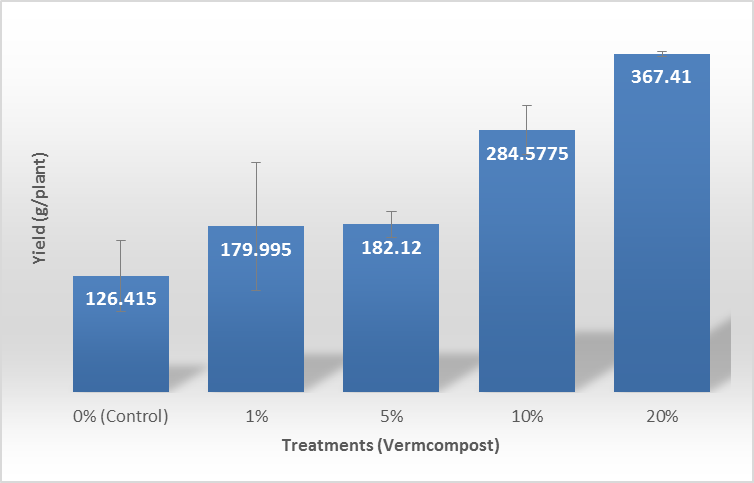 367.41
284.5775
179.995
182.12
126.415
Yield (g/plant)
0% (Control) 1% 5% 10% 20%
Treatments (Vermcompost)